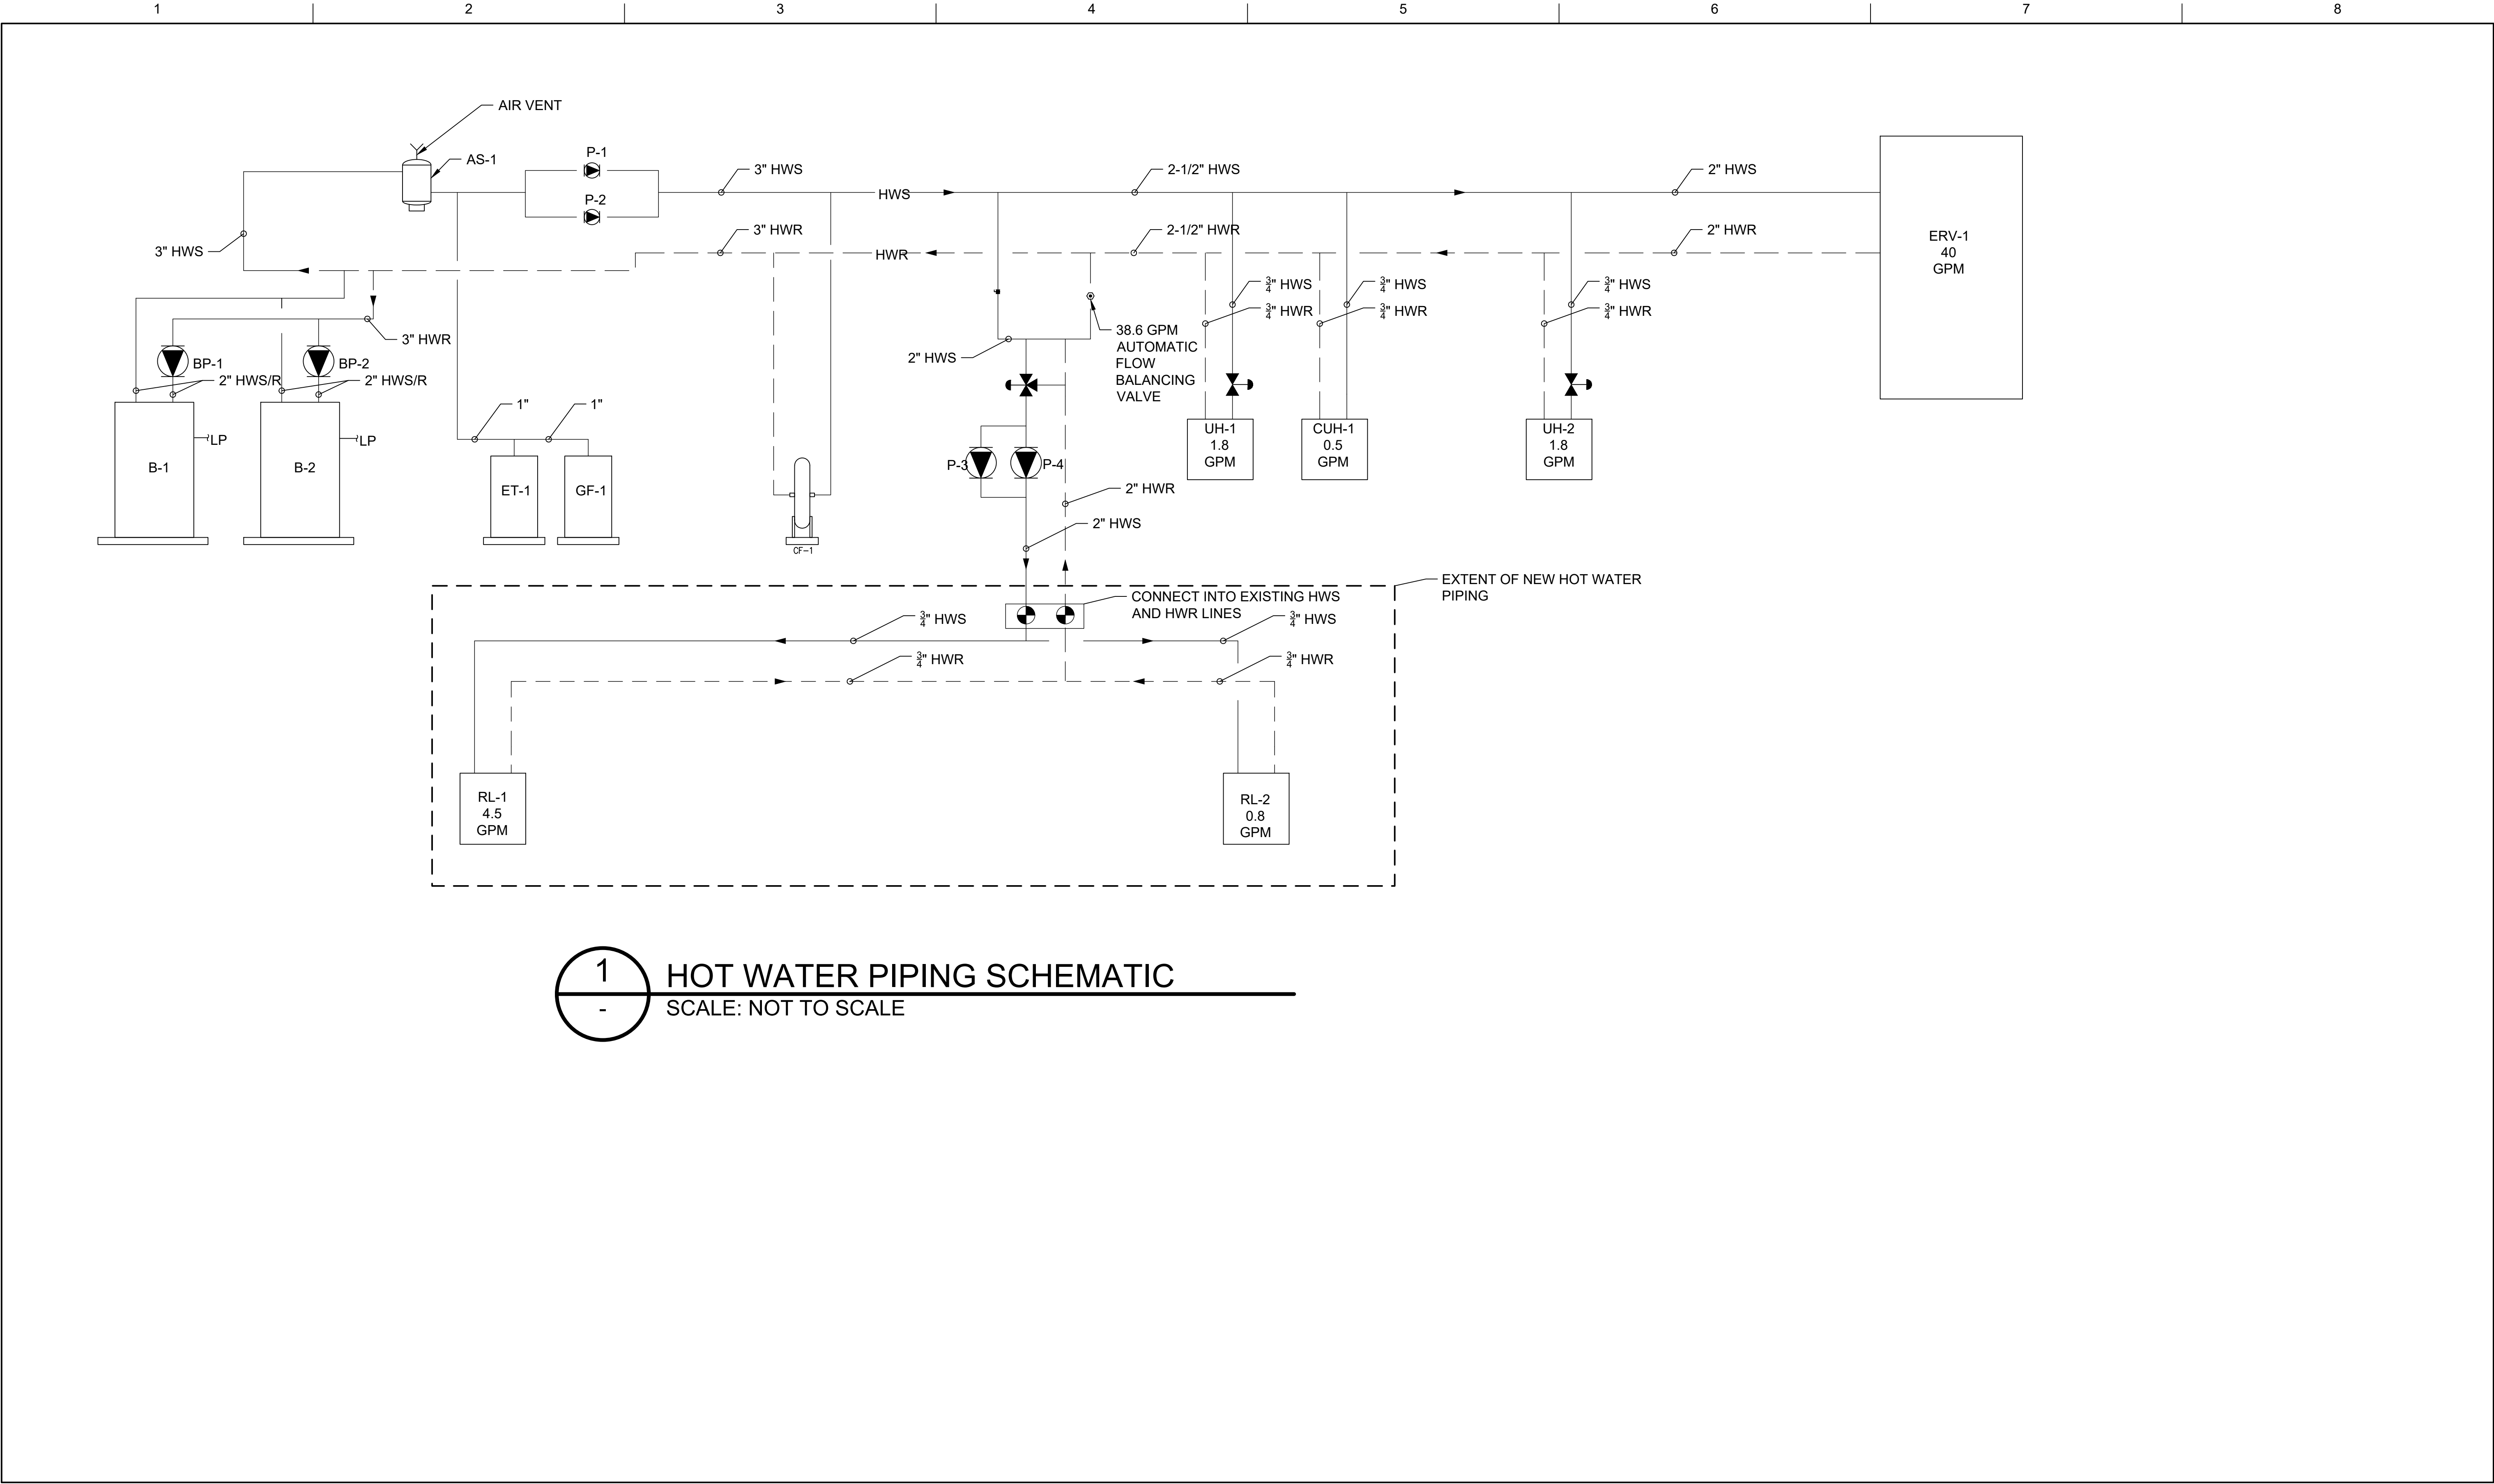 1 2 3 4 5 6 7 8
AIR VENT
AS-1
P-1
P-2
3" HWS
HWS
2-1/2" HWS
2" HWS
3" HWS
3" HWR
HWR
2-1/2" HWR
2" HWR
ERV-1
40
GPM
3" HWR
BP-1
BP-2
2" HWS/R
2" HWS/R
B-1
LP
B-2
LP
1"
1"
ET-1
GF-1
CF-1
2" HWS
38.6 GPM
AUTOMATIC
FLOW
BALANCING
VALVE
P-3
P-4
2" HWR
2" HWS
3/4" HWS
3/4" HWR
3/4" HWS
3/4" HWR
3/4" HWS
3/4" HWR
UH-1
1.8
GPM
CUH-1
0.5
GPM
UH-2
1.8
GPM
EXTENT OF NEW HOT WATER
PIPING
CONNECT INTO EXISTING HWS
AND HWR LINES
3/4" HWS
3/4" HWS
3/4" HWR
3/4" HWR
RL-1
4.5
GPM
RL-2
0.8
GPM
1
-
HOT WATER PIPING SCHEMATIC
SCALE: NOT TO SCALE